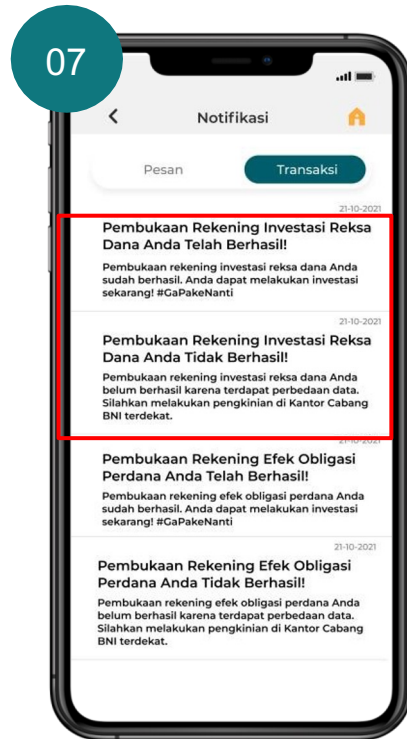 07
Notifikasi
Pesan
Transaksi
21-10-2021
Pembukaan Rekening Investasi Reksa
Dana Anda Telah Berhasil!
Pembukaan rekening investasi reksa dana Anda
sudah berhasil. Anda dapat melakukan investasi
sekarang! #GaPakeNanti
21-10-2021
Pembukaan Rekening Investasi Reksa
Dana Anda Tidak Berhasil!
Pembukaan rekening investasi reksa dana Anda
belum berhasil karena terdapat perbedaan data.
Silahkan melakukan pengkinian di Kantor Cabang
BNI terdekat.
21-10-2021
Pembukaan Rekening Efek Obligasi
Perdana Anda Telah Berhasil!
Pembukaan rekening efek obligasi perdana Anda
sudah berhasil. Anda dapat melakukan investasi
sekarang! #GaPakeNanti
21-10-2021
Pembukaan Rekening Efek Obligasi
Perdana Anda Tidak Berhasil!
Pembukaan rekening efek obligasi perdana Anda
belum berhasil karena terdapat perbedaan data.
Silahkan melakukan pengkinian di Kantor Cabang
BNI terdekat.